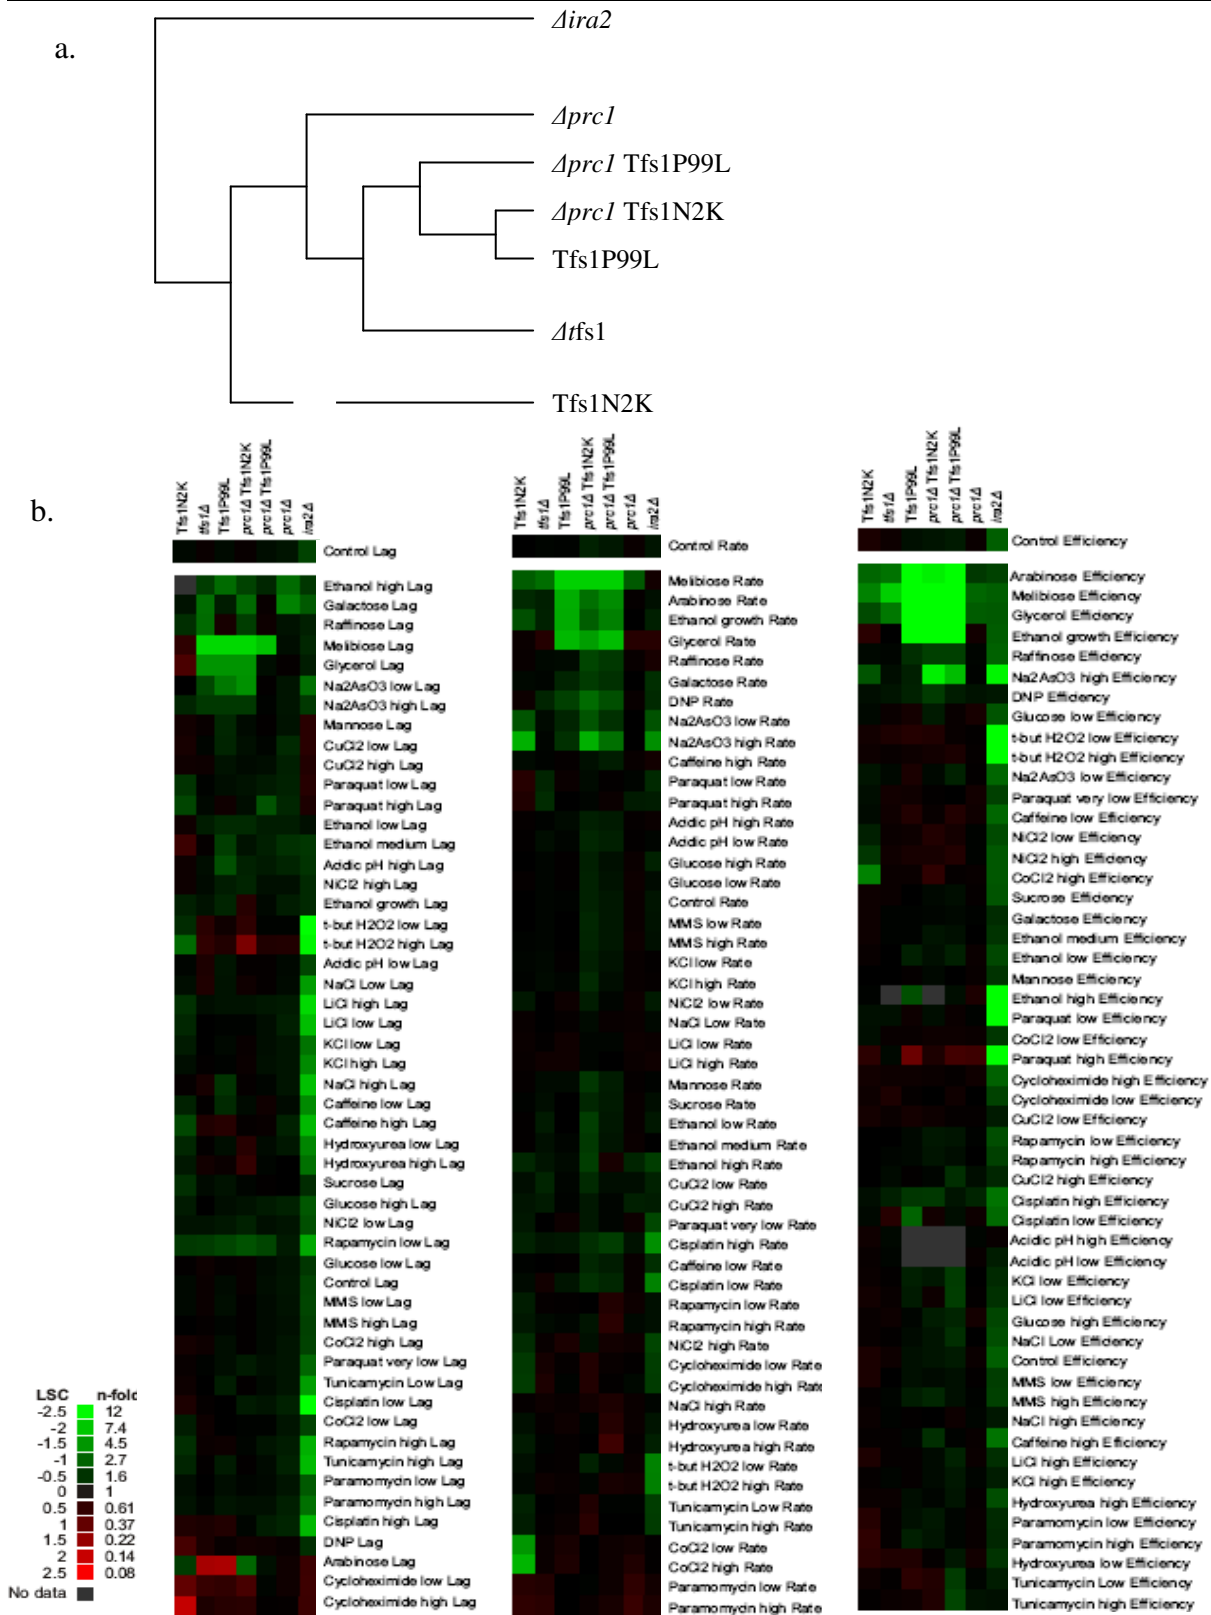 a.
Δira2
Δprc1
Δprc1 Tfs1P99L
Δprc1 Tfs1N2K
Tfs1P99L
Δtfs1
Tfs1N2K
b.
Tfs1N2K
tfs1Δ
Tfs1P99L
prc1Δ Tfs1N2K
prc1Δ Tfs1P99L
prc1Δ
ira2Δ
Control Lag
Ethanol high Lag
Galactose Lag
Raffinose Lag
Melibiose Lag
Glycerol Lag
Na2AsO3 low Lag
Na2AsO3 high Lag
Mannose Lag
CuCl2 low Lag
CuCl2 high Lag
Paraquat low Lag
Paraquat high Lag
Ethanol low Lag
Ethanol medium Lag
Acidic pH high Lag
NiCl2 high Lag
Ethanol growth Lag
t-but H2O2 low Lag
t-but H2O2 high Lag
Acidic pH low Lag
NaCl Low Lag
LiCl high Lag
LiCl low Lag
KCl low Lag
KCl high Lag
NaCl high Lag
Caffeine low Lag
Caffeine high Lag
Hydroxyurea low Lag
Hydroxyurea high Lag
Sucrose Lag
Glucose high Lag
NiCl2 low Lag
Rapamycin low Lag
Glucose low Lag
Control Lag
MMS low Lag
MMS high Lag
CoCl2 high Lag
Paraquat very low Lag
Tunicamycin Low Lag
Cisplatin low Lag
CoCl2 low Lag
Rapamycin high Lag
Tunicamycin high Lag
Paramomycin low Lag
Paramomycin high Lag
Cisplatin high Lag
DNP Lag
Arabinose Lag
Cycloheximide low Lag
Cycloheximide high Lag
Tfs1N2K
tfs1Δ
Tfs1P99L
prc1Δ Tfs1N2K
prc1Δ Tfs1P99L
prc1Δ
ira2Δ
Control Rate
Melibiose Rate
Arabinose Rate
Ethanol growth Rate
Glycerol Rate
Raffinose Rate
Galactose Rate
DNP Rate
Na2AsO3 low Rate
Na2AsO3 high Rate
Caffeine high Rate
Paraquat low Rate
Paraquat high Rate
Acidic pH high Rate
Acidic pH low Rate
Glucose high Rate
Glucose low Rate
Control Rate
MMS low Rate
MMS high Rate
KCl low Rate
KCl high Rate
NiCl2 low Rate
NaCl Low Rate
LiCl low Rate
LiCl high Rate
Mannose Rate
Sucrose Rate
Ethanol low Rate
Ethanol medium Rate
Ethanol high Rate
CuCl2 low Rate
CuCl2 high Rate
Paraquat very low Rate
Cisplatin high Rate
Caffeine low Rate
Cisplatin low Rate
Rapamycin low Rate
Rapamycin high Rate
NiCl2 high Rate
Cycloheximide low Rate
Cycloheximide high Rate
NaCl high Rate
Hydroxyurea low Rate
Hydroxyurea high Rate
t-but H2O2 low Rate
t-but H2O2 high Rate
Tunicamycin Low Rate
Tunicamycin high Rate
CoCl2 low Rate
CoCl2 high Rate
Paramomycin low Rate
Paramomycin high Rate
Tfs1N2K
tfs1Δ
Tfs1P99L
prc1Δ Tfs1N2K
prc1Δ Tfs1P99L
prc1Δ
ira2Δ
Control Efficiency
Arabinose Efficiency
Melibiose Efficiency
Glycerol Efficiency
Ethanol growth Efficiency
Raffinose Efficiency
Na2AsO3 high Efficiency
DNP Efficiency
Glucose low Efficiency
t-but H2O2 low Efficiency
t-but H2O2 high Efficiency
Na2AsO3 low Efficiency
Paraquat very low Efficiency
Caffeine low Efficiency
NiCl2 low Efficiency
NiCl2 high Efficiency
CoCl2 high Efficiency
Sucrose Efficiency
Galactose Efficiency
Ethanol medium Efficiency
Ethanol low Efficiency
Mannose Efficiency
Ethanol high Efficiency
Paraquat low Efficiency
CoCl2 low Efficiency
Paraquat high Efficiency
Cycloheximide high Efficiency
Cycloheximide low Efficiency
CuCl2 low Efficiency
Rapamycin low Efficiency
Rapamycin high Efficiency
CuCl2 high Efficiency
Cisplatin high Efficiency
Cisplatin low Efficiency
Acidic pH high Efficiency
Acidic pH low Efficiency
KCl low Efficiency
LiCl low Efficiency
Glucose high Efficiency
NaCl Low Efficiency
Control Efficiency
MMS low Efficiency
MMS high Efficiency
NaCl high Efficiency
Caffeine high Efficiency
LiCl high Efficiency
KCl high Efficiency
Hydroxyurea high Efficiency
Paramomycin low Efficiency
Paramomycin high Efficiency
Hydroxyurea low Efficiency
Tunicamycin Low Efficiency
Tunicamycin high Efficiency
LSC n-fold
-2.5 12
-2 7.4
-1.5 4.5
-1 2.7
-0.5 1.6
0 1
0.5 0.61
1 0.37
1.5 0.22
2 0.14
2.5 0.08
No data